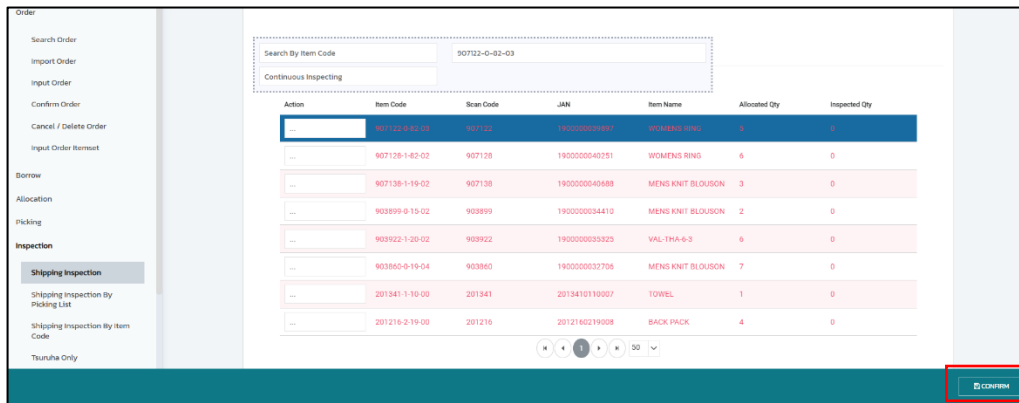 Order
Search Order
Import Order
Input Order
Confirm Order
Cancel / Delete Order
Input Order Itemset
Borrow
Allocation
Picking
Inspection
Shipping Inspection
Shipping Inspection By
Picking List
Shipping Inspection By Item
Code
Tsuruha Only
Search By Item Code 907122-0-82-03
Continuous Inspecting
Action Item Code Scan Code JAN Item Name Allocated Qty Inspected Qty
... 907122-0-82-03 907122 WOMENS RING 5 0
... 907128-1-82-02 907128 1900000040251 WOMENS RING 6 0
... 907138-1-19-02 907138 1900000040688 MENS KNIT BLOUSON 3 0
... 903899-0-15-02 903899 1900000034410 MENS KNIT BLOUSON 2 0
... 903922-1-20-02 903922 1900000035325 VAL-THA-6-3 6 0
... 903860-0-19-04 903860 1900000032706 MENS KNIT BLOUSON 7 0
... 201341-1-10-00 201341 2013410110007 TOWEL 1 0
... 201216-2-19-00 201216 2012160219008 BACK PACK 4 0
1 50
CONFIRM